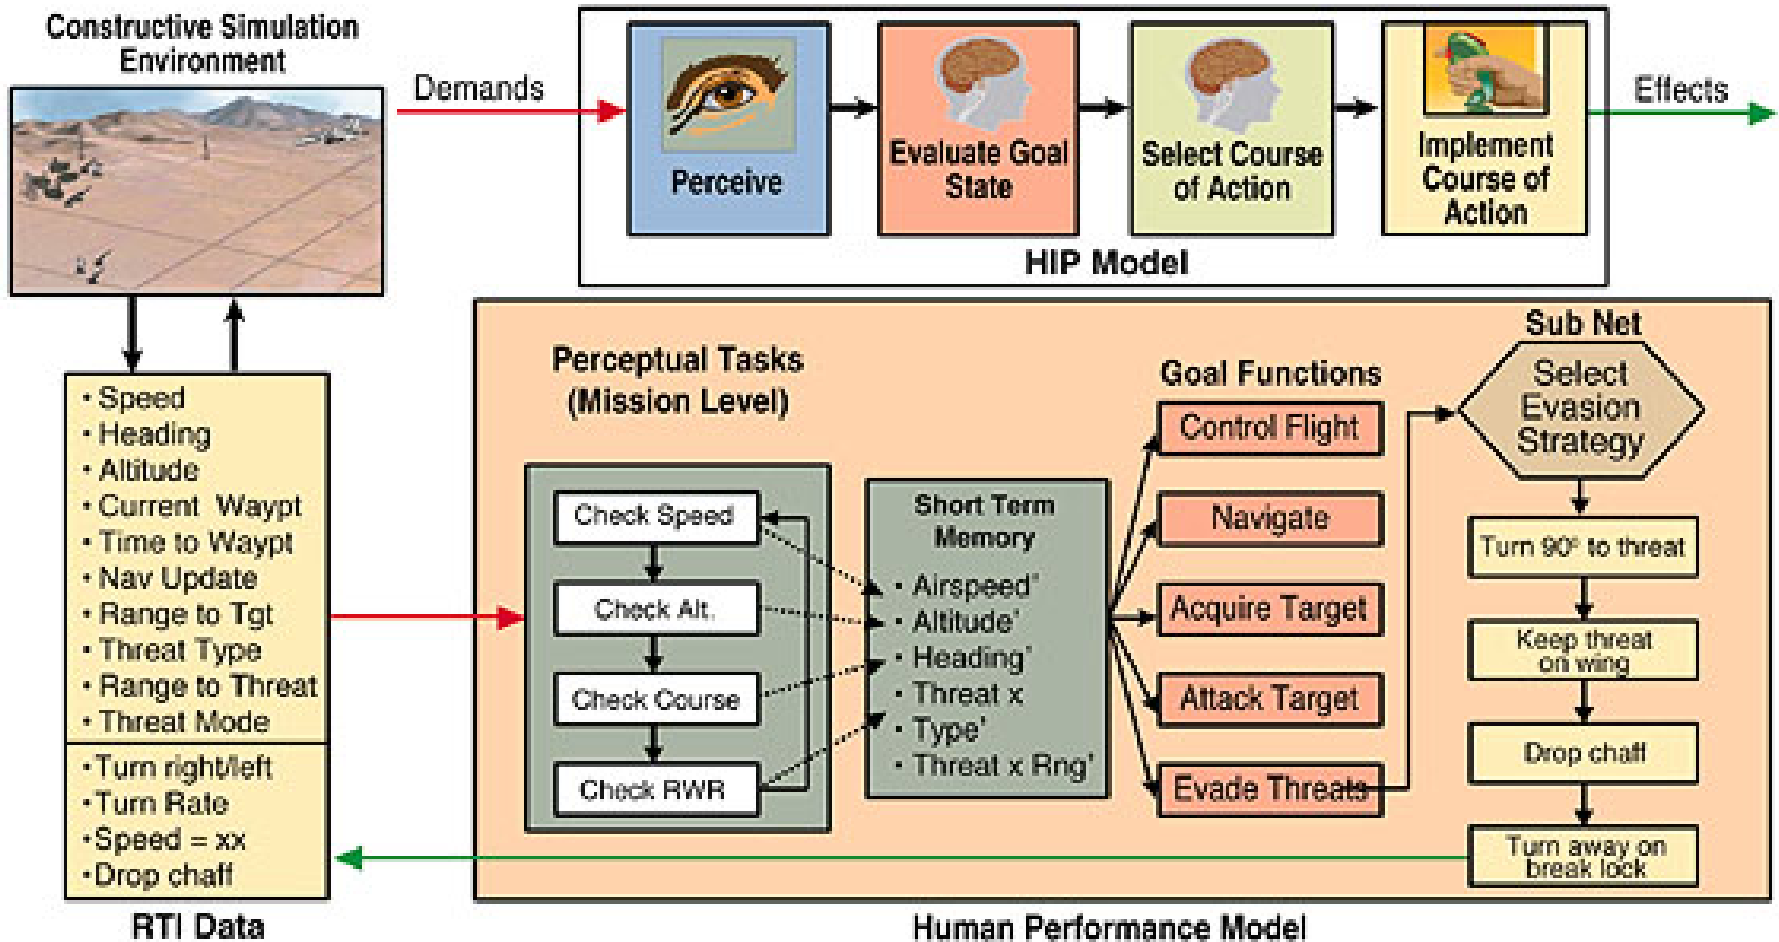 Constructive Simulation
Environment
Demands
Perceive
Evaluate Goal
State
Select Course
of Action
Implement
Course of
Action
Effects
HIP Model
• Speed
• Heading
• Altitude
• Current Waypt
• Time to Waypt
• Nav Update
• Range to Tgt
• Threat Type
• Range to Threat
• Threat Mode
• Turn right/left
• Turn Rate
• Speed = xx
• Drop chaff
RTI Data
Perceptual Tasks
(Mission Level)
Check Speed
Check Alt.
Check Course
Check RWR
Short Term
Memory
• Airspeed'
• Altitude'
• Heading'
• Threat x
• Type'
• Threat x Rng'
Goal Functions
Control Flight
Navigate
Acquire Target
Attack Target
Evade Threats
Sub Net
Select
Evasion
Strategy
Turn 90° to threat
Keep threat
on wing
Drop chaff
Turn away on
break lock
Human Performance Model